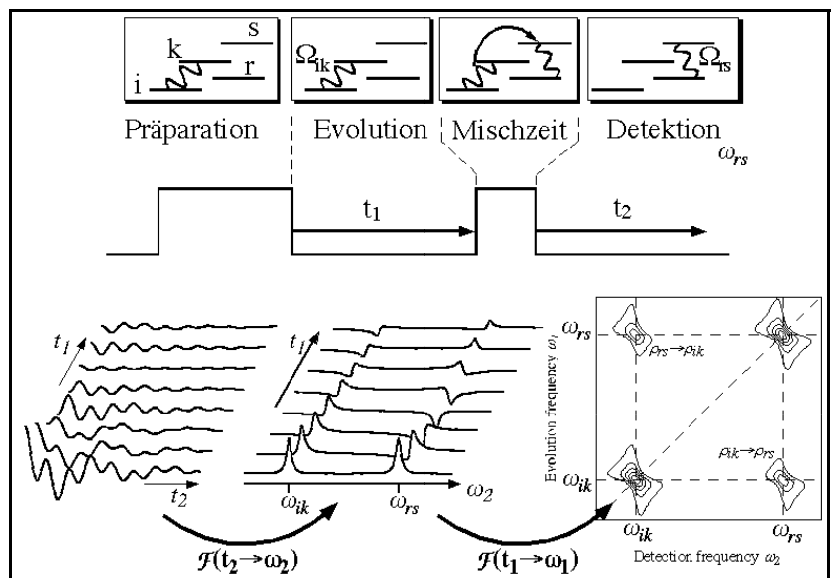 s
k
r
i
Ω_ik
Ω_rs
Präparation Evolution Mischzeit Detektion
ω_rs
t_1
t_2
t_1
t_2
t_1
ω_ik
ω_rs
ω_2
Evolution frequency ω_1
ω_rs
ρ_rs→ρ_ik
ρ_ik→ρ_rs
ω_ik
ω_ik
ω_rs
Detection frequency ω_2
ℱ(t_2→ω_2)
ℱ(t_1→ω_1)